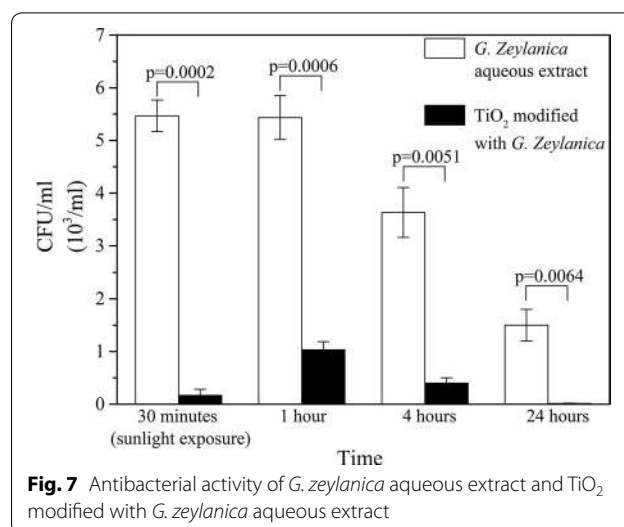 7
6
5
4
3
2
1
0
CFU/ml
(10³/ml)
p=0.0002
p=0.0006
p=0.0051
p=0.0064
G. Zeylanica
aqueous extract
TiO₂ modified
with G. Zeylanica
30 minutes
(sunlight exposure)
1 hour
4 hours
24 hours
Time
Fig. 7 Antibacterial activity of G. zeylanica aqueous extract and TiO₂
modified with G. zeylanica aqueous extract